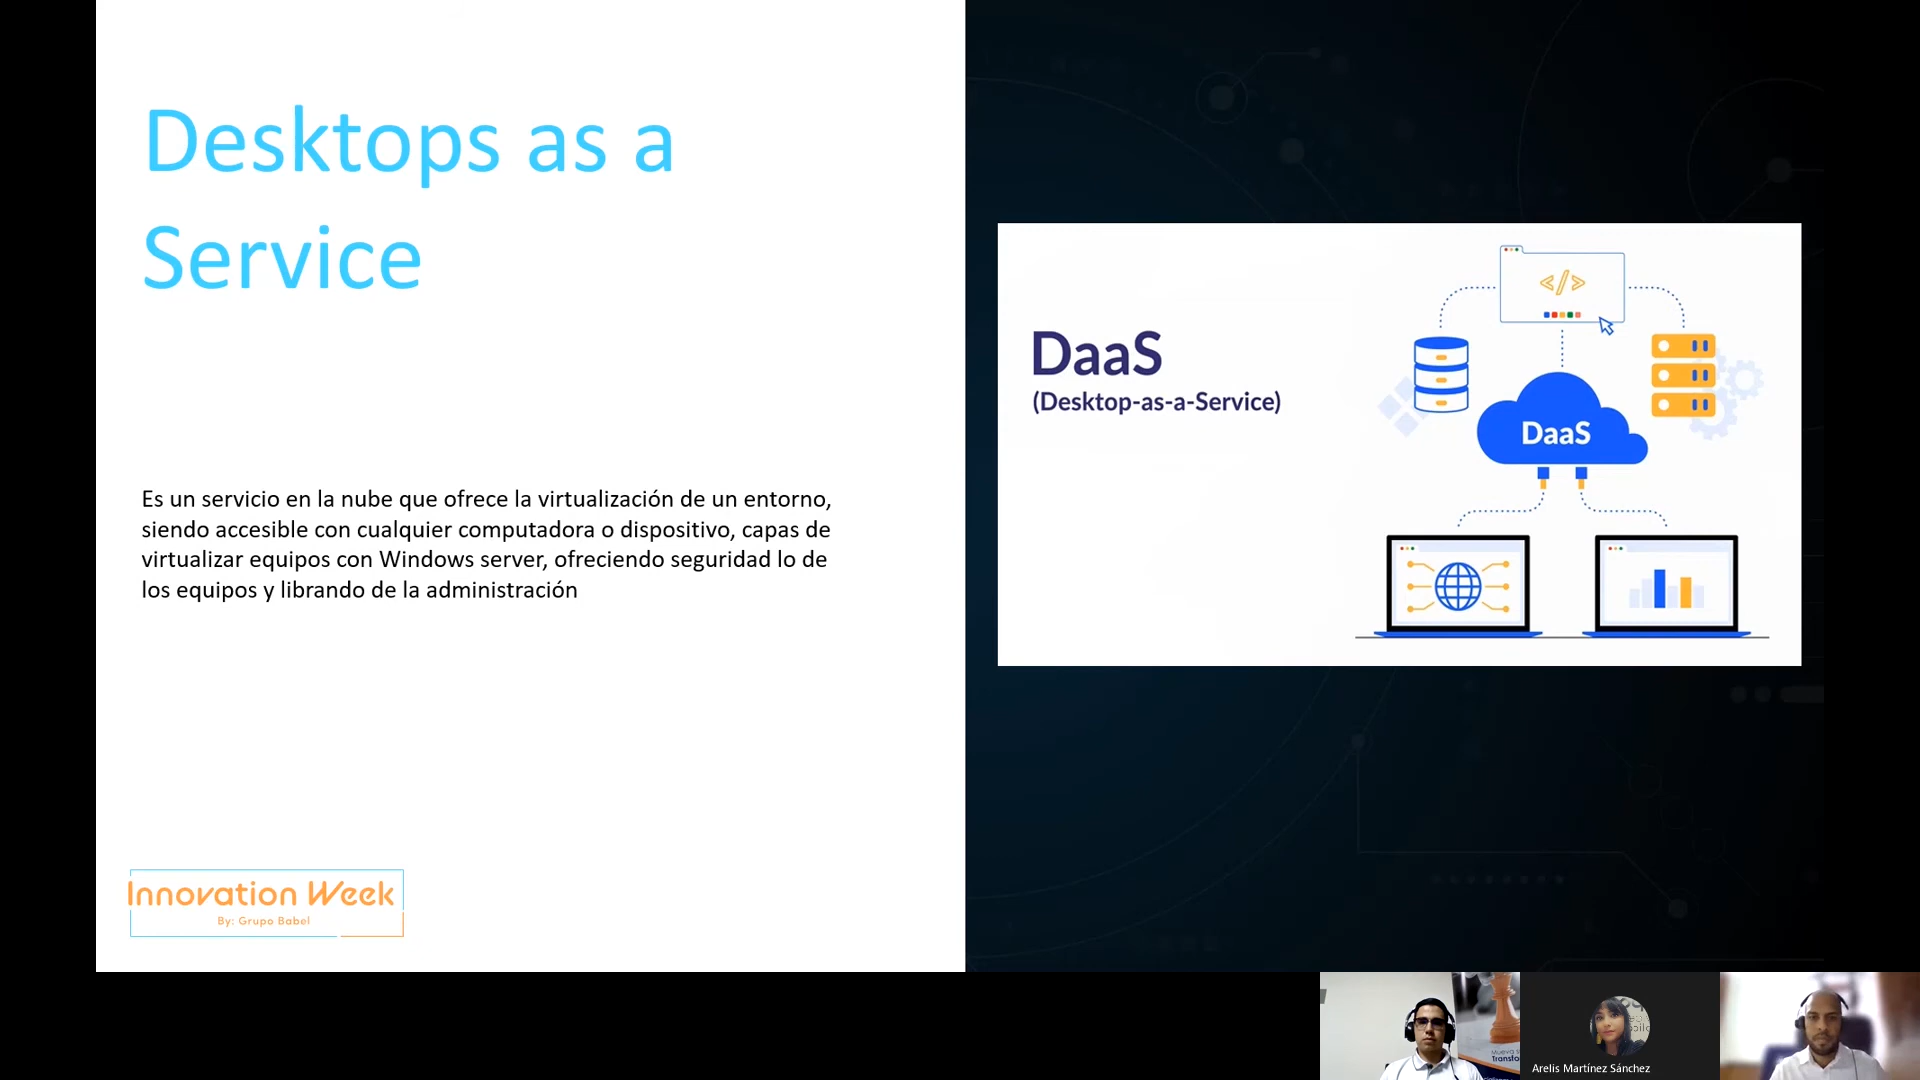 Desktops as a
Service
Es un servicio en la nube que ofrece la virtualización de un entorno,
siendo accesible con cualquier computadora o dispositivo, capas de
virtualizar equipos con Windows server, ofreciendo seguridad lo de
los equipos y librando de la administración
Innovation Week
By: Grupo Babel
DaaS
(Desktop-as-a-Service)
</>
DaaS
Arelis Martínez Sánchez